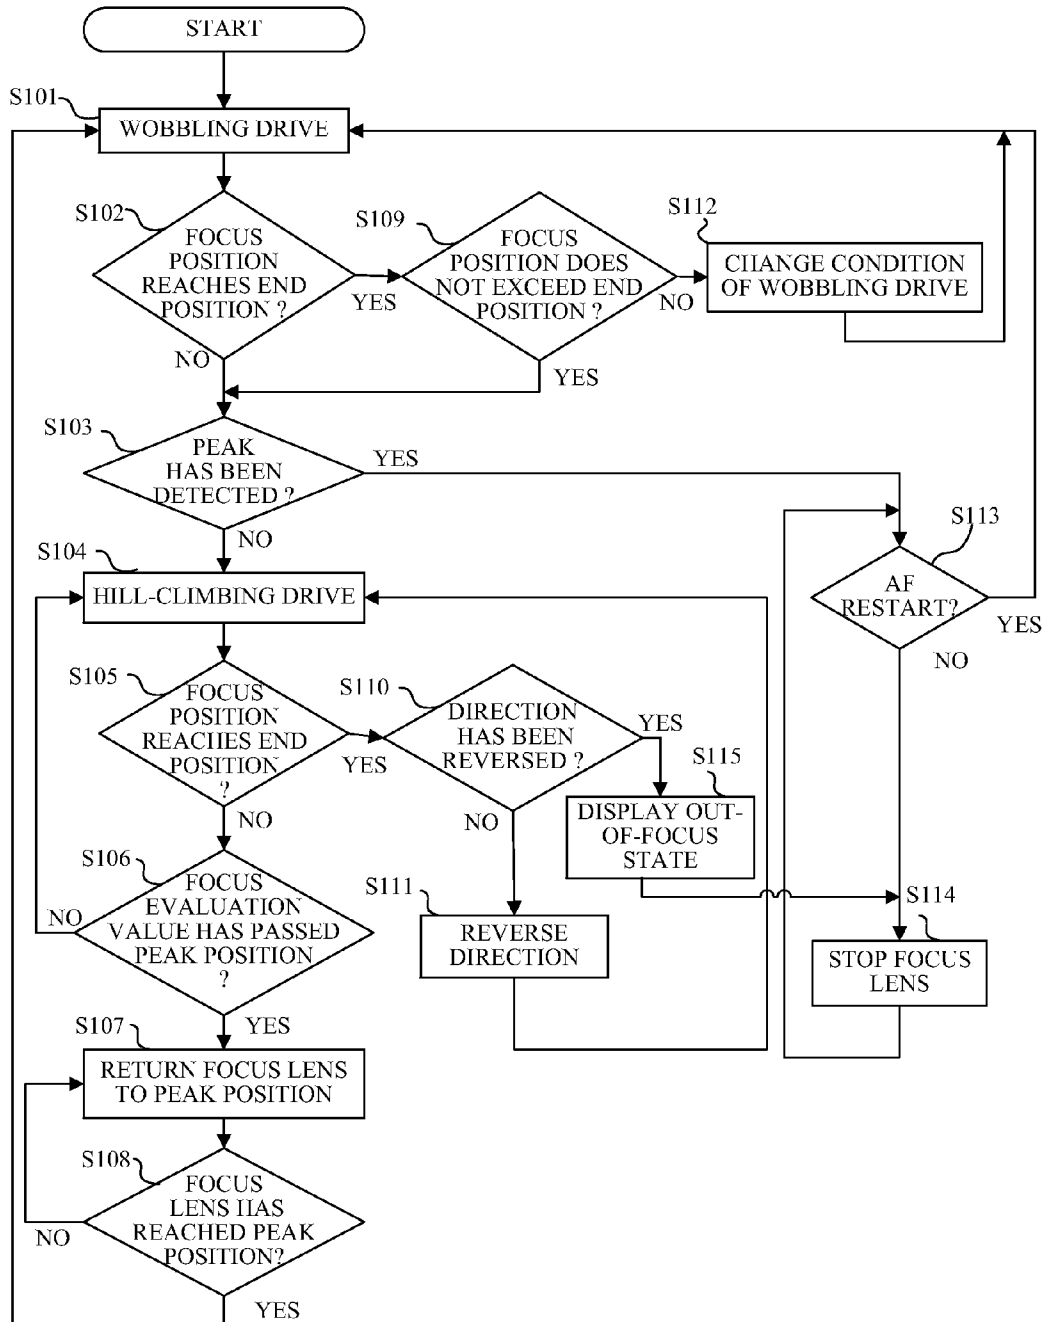 START
S101
WOBBLING DRIVE
S102
FOCUS
POSITION
REACHES END
POSITION ?
YES
NO
S109
FOCUS
POSITION DOES
NOT EXCEED END
POSITION ?
NO
YES
S112
CHANGE CONDITION
OF WOBBLING DRIVE
S103
PEAK
HAS BEEN
DETECTED ?
YES
NO
S113
AF
RESTART?
YES
NO
S104
HILL-CLIMBING DRIVE
S105
FOCUS
POSITION
REACHES END
POSITION
?
YES
NO
S110
DIRECTION
HAS BEEN
REVERSED ?
YES
NO
S115
DISPLAY OUT-
OF-FOCUS
STATE
S106
FOCUS
EVALUATION
VALUE HAS PASSED
PEAK POSITION
?
NO
YES
S111
REVERSE
DIRECTION
S114
STOP FOCUS
LENS
S107
RETURN FOCUS LENS
TO PEAK POSITION
S108
FOCUS
LENS HAS
REACHED PEAK
POSITION?
NO
YES